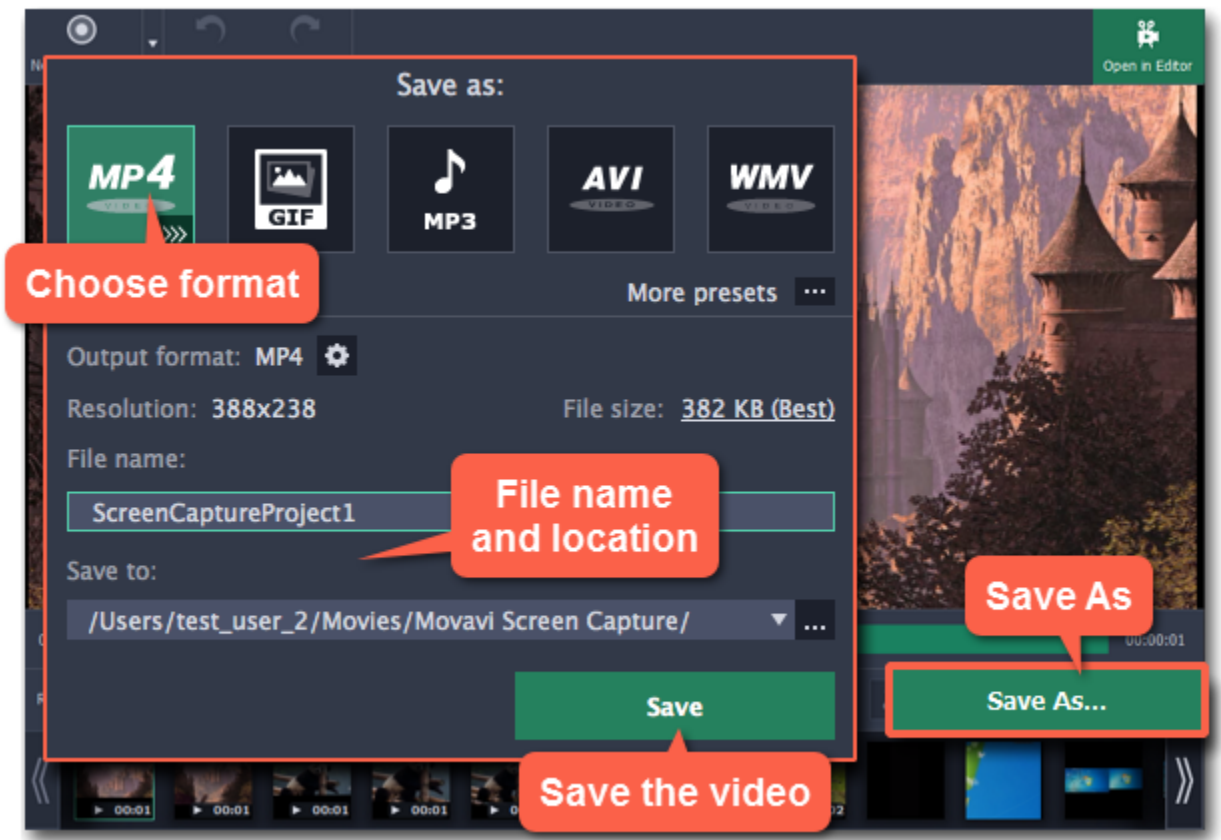 Open in Editor
Save as:
MP4
VIDEO
GIF
MP3
AVI
VIDEO
WMV
VIDEO
Choose format
More presets ...
Output format: MP4
Resolution: 388x238
File size: 382 KB (Best)
File name:
ScreenCaptureProject1
File name
and location
Save to:
/Users/test_user_2/Movies/Movavi Screen Capture/
...
Save As
00:00:01
Save
Save As...
Save the video
00:01
00:01
00:01
00:01